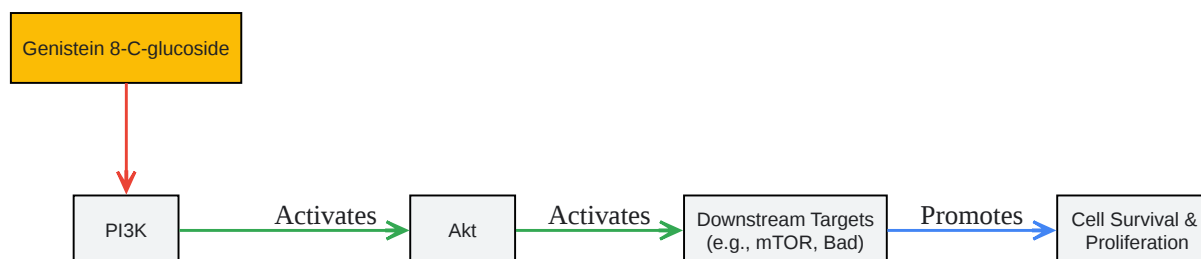 Genistein 8-C-glucoside
PI3K
Activates
Akt
Activates
Downstream Targets
(e.g., mTOR, Bad)
Promotes
Cell Survival &
Proliferation